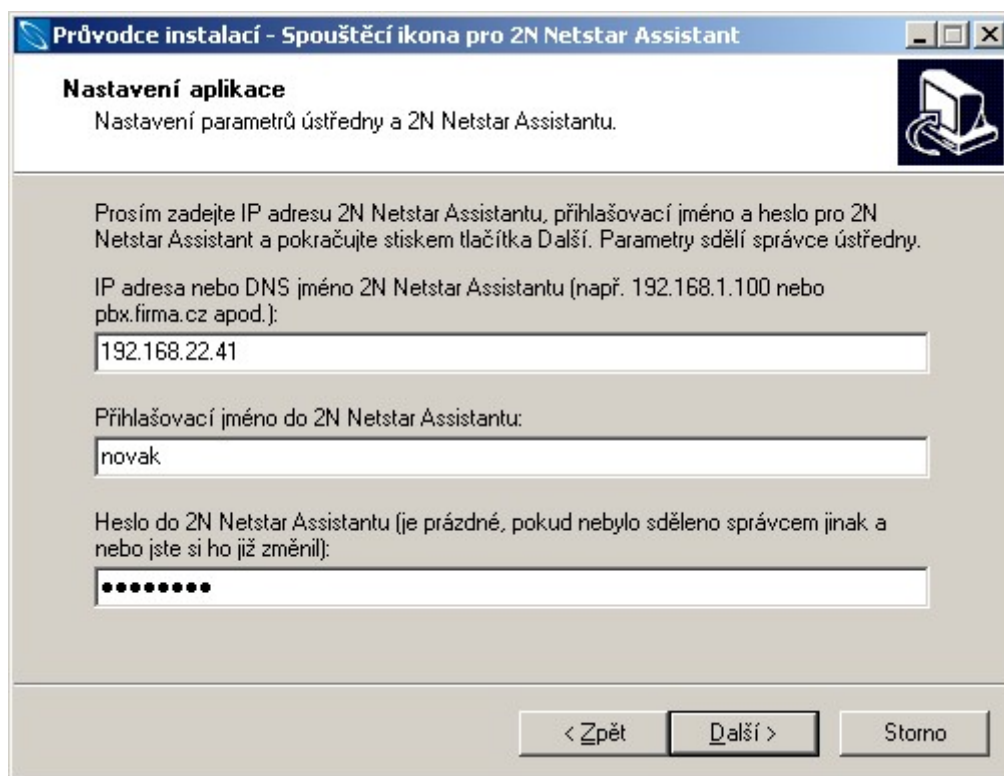 Průvodce instalací - Spouštěcí ikona pro 2N Netstar Assistant
Nastavení aplikace
Nastavení parametrů ústředny a 2N Netstar Assistantu.
Prosím zadejte IP adresu 2N Netstar Assistantu, přihlašovací jméno a heslo pro 2N
Netstar Assistant a pokračujte stiskem tlačítka Další. Parametry sdělí správce ústředny.
IP adresa nebo DNS jméno 2N Netstar Assistantu (např. 192.168.1.100 nebo
pbx.firma.cz apod.):
192.168.22.41
Přihlašovací jméno do 2N Netstar Assistantu:
novak
Heslo do 2N Netstar Assistantu (je prázdné, pokud nebylo sděleno správcem jinak a
nebo jste si ho již změnil):
●●●●●●●●
< Zpět
Další >
Storno